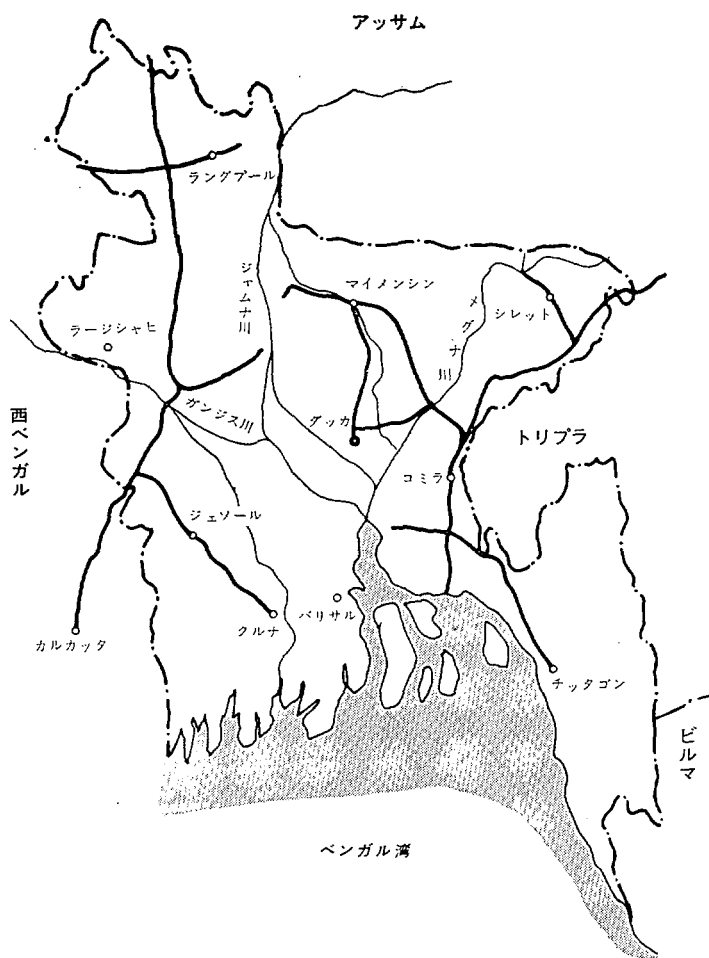 アッサム
ラングプール
ジャムナ川
マイメンシン
メグナ川
シレット
ラージシャヒ
ガンジス川
ダッカ
西ベンガル
トリプラ
コミラ
ジェソール
バリサル
クルナ
カルカッタ
チッタゴン
ビルマ
ベンガル湾